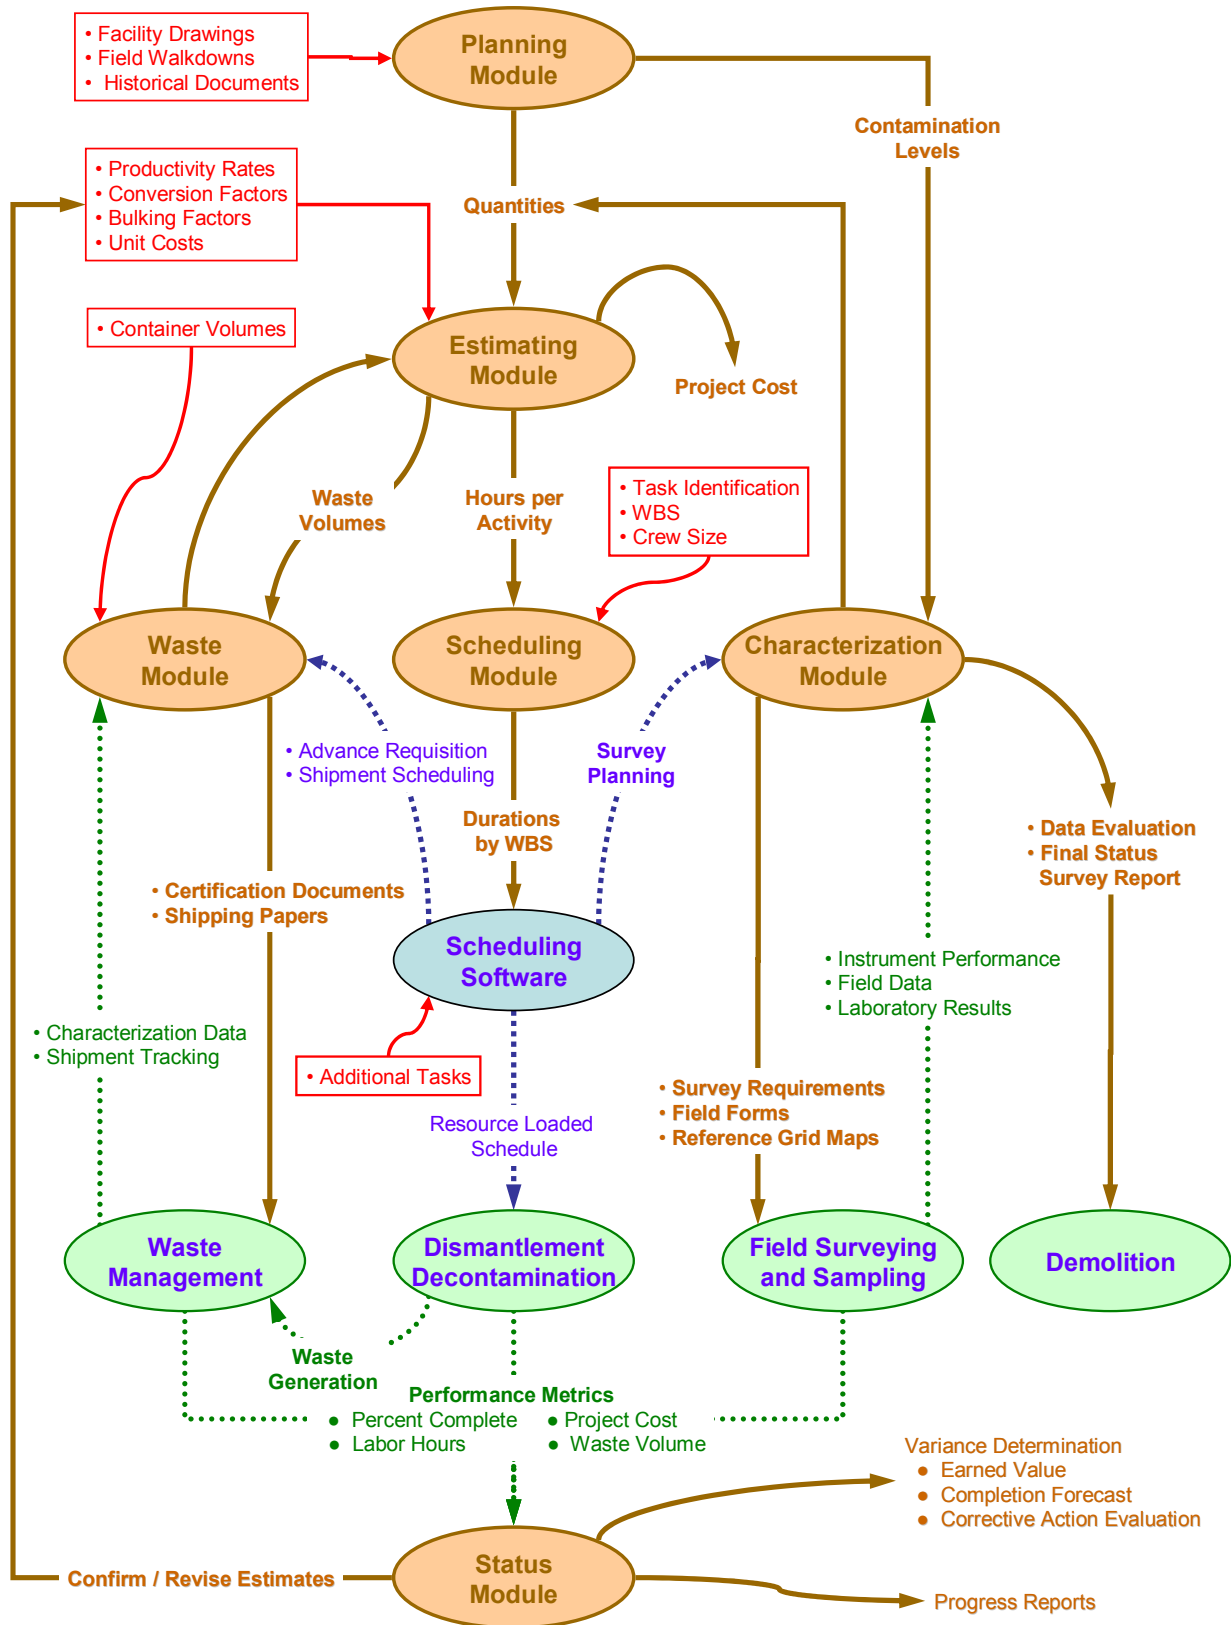 • Facility Drawings
• Field Walkdowns
• Historical Documents
Planning
Module
Contamination
Levels
• Productivity Rates
• Conversion Factors
• Bulking Factors
• Unit Costs
Quantities
• Container Volumes
Estimating
Module
Project Cost
Waste
Volumes
Hours per
Activity
• Task Identification
• WBS
• Crew Size
Waste
Module
Scheduling
Module
Characterization
Module
• Advance Requisition
• Shipment Scheduling
Survey
Planning
Durations
by WBS
• Data Evaluation
• Final Status
Survey Report
• Certification Documents
• Shipping Papers
Scheduling
Software
• Instrument Performance
• Field Data
• Laboratory Results
• Characterization Data
• Shipment Tracking
• Additional Tasks
• Survey Requirements
• Field Forms
• Reference Grid Maps
Resource Loaded
Schedule
Waste
Management
Dismantlement
Decontamination
Field Surveying
and Sampling
Demolition
Waste
Generation
Performance Metrics
● Percent Complete ● Project Cost
● Labor Hours ● Waste Volume
Variance Determination
● Earned Value
● Completion Forecast
● Corrective Action Evaluation
Status
Module
Confirm / Revise Estimates
Progress Reports